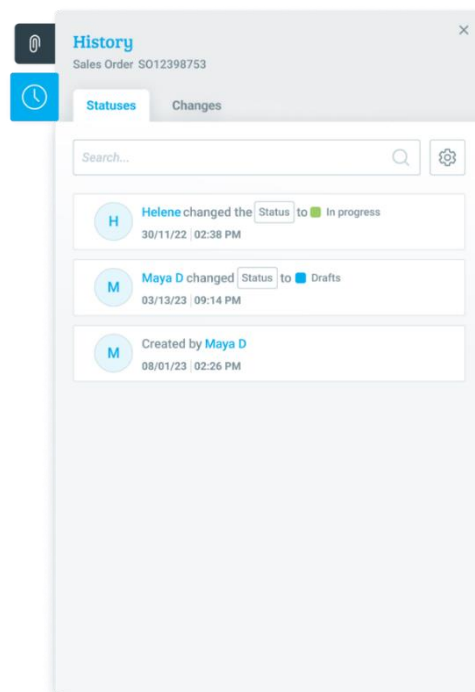 History
Sales Order SO12398753
Statuses Changes
Search...
H
Helene changed the Status to In progress
30/11/22 02:38 PM
M
Maya D changed Status to Drafts
03/13/23 09:14 PM
M
Created by Maya D
08/01/23 02:26 PM